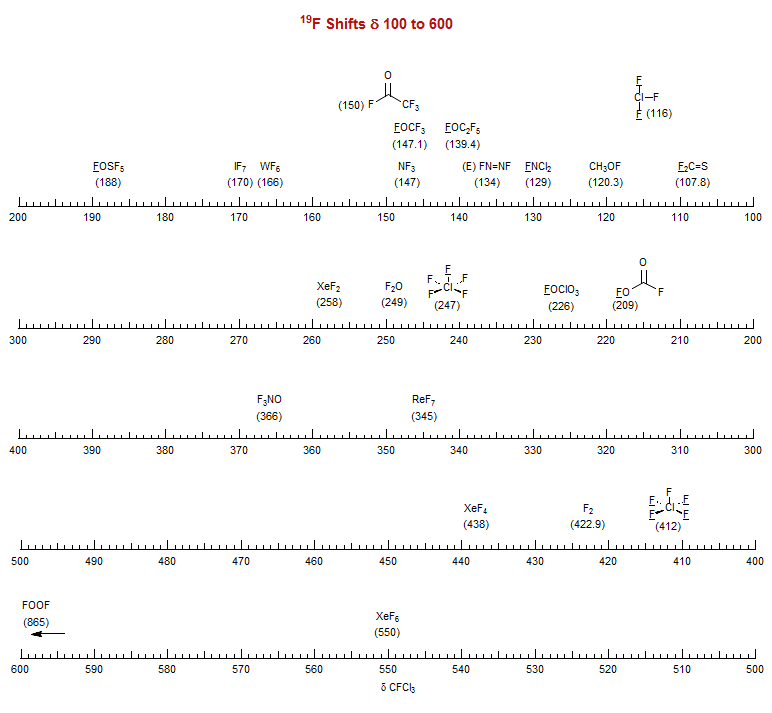 ¹⁹F Shifts δ 100 to 600
O
(150) F CF₃
F
Cl–F
F (116)
FOCF₃ FOC₂F₅
(147.1) (139.4)
FOSF₅ IF₇ WF₆ NF₃ (E) FN=NF FNCl₂ CH₃OF F₂C=S
(188) (170) (166) (147) (134) (129) (120.3) (107.8)
200 190 180 170 160 150 140 130 120 110 100
O
FO F
(209)
F
F F
Cl
F F
(247)
XeF₂ F₂O FOClO₃
(258) (249) (226)
300 290 280 270 260 250 240 230 220 210 200
F₃NO ReF₇
(366) (345)
400 390 380 370 360 350 340 330 320 310 300
F
F F
Cl
F F
(412)
XeF₄ F₂
(438) (422.9)
500 490 480 470 460 450 440 430 420 410 400
FOOF
(865)
XeF₆
(550)
600 590 580 570 560 550 540 530 520 510 500
δ CFCl₃